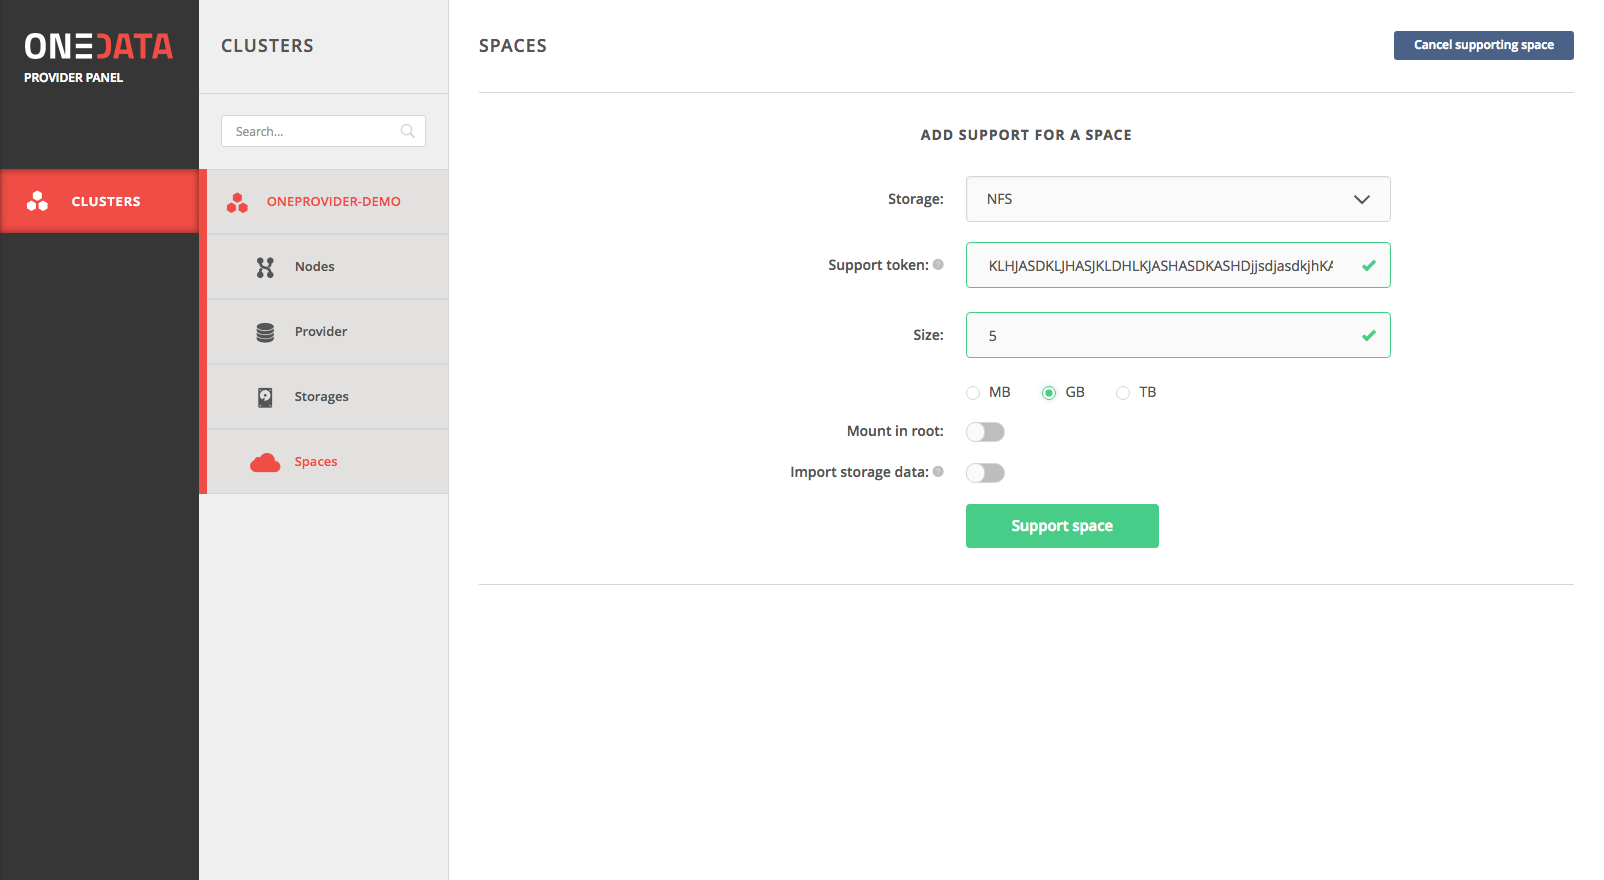 ONEDATA
PROVIDER PANEL
CLUSTERS
CLUSTERS
Search...
ONEPROVIDER-DEMO
Nodes
Provider
Storages
Spaces
SPACES
Cancel supporting space
ADD SUPPORT FOR A SPACE
Storage: NFS
Support token: KLHJASDKLJHASJKLDHLKJASHASDKASHDjjsdjasdkjhKA
Size: 5
MB GB TB
Mount in root:
Import storage data:
Support space